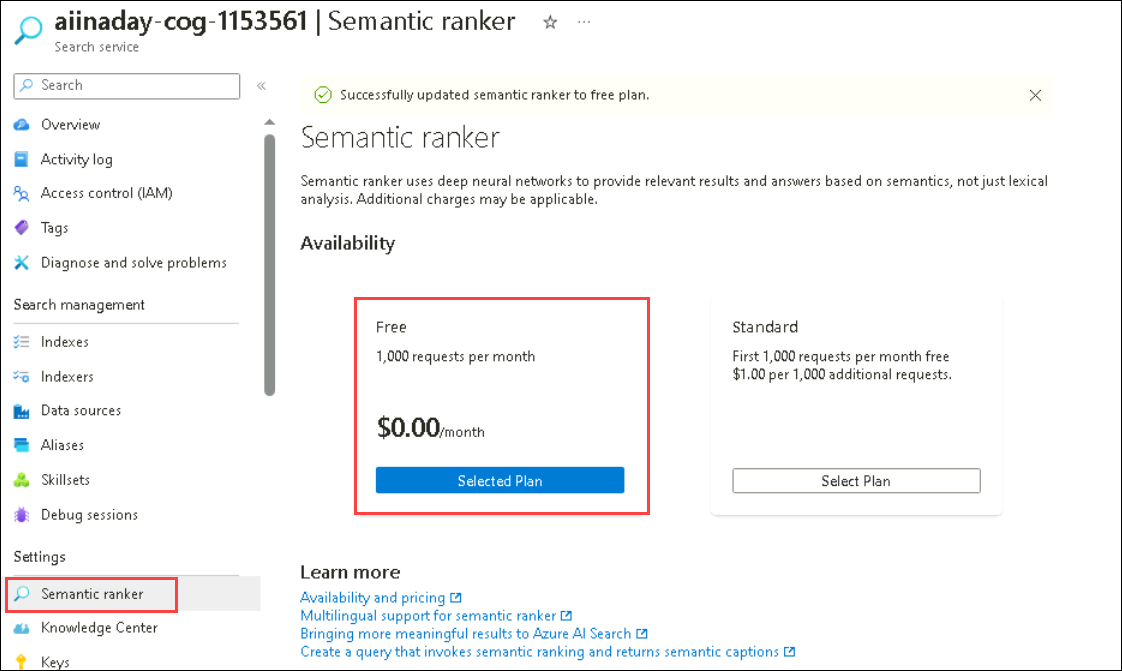 aiinaday-cog-1153561 | Semantic ranker
Search service
Search
Overview
Activity log
Access control (IAM)
Tags
Diagnose and solve problems
Search management
Indexes
Indexers
Data sources
Aliases
Skillsets
Debug sessions
Settings
Semantic ranker
Knowledge Center
Keys
Successfully updated semantic ranker to free plan.
Semantic ranker
Semantic ranker uses deep neural networks to provide relevant results and answers based on semantics, not just lexical
analysis. Additional charges may be applicable.
Availability
Free
1,000 requests per month
$0.00/month
Selected Plan
Standard
First 1,000 requests per month free
$1.00 per 1,000 additional requests.
Select Plan
Learn more
Availability and pricing
Multilingual support for semantic ranker
Bringing more meaningful results to Azure AI Search
Create a query that invokes semantic ranking and returns semantic captions